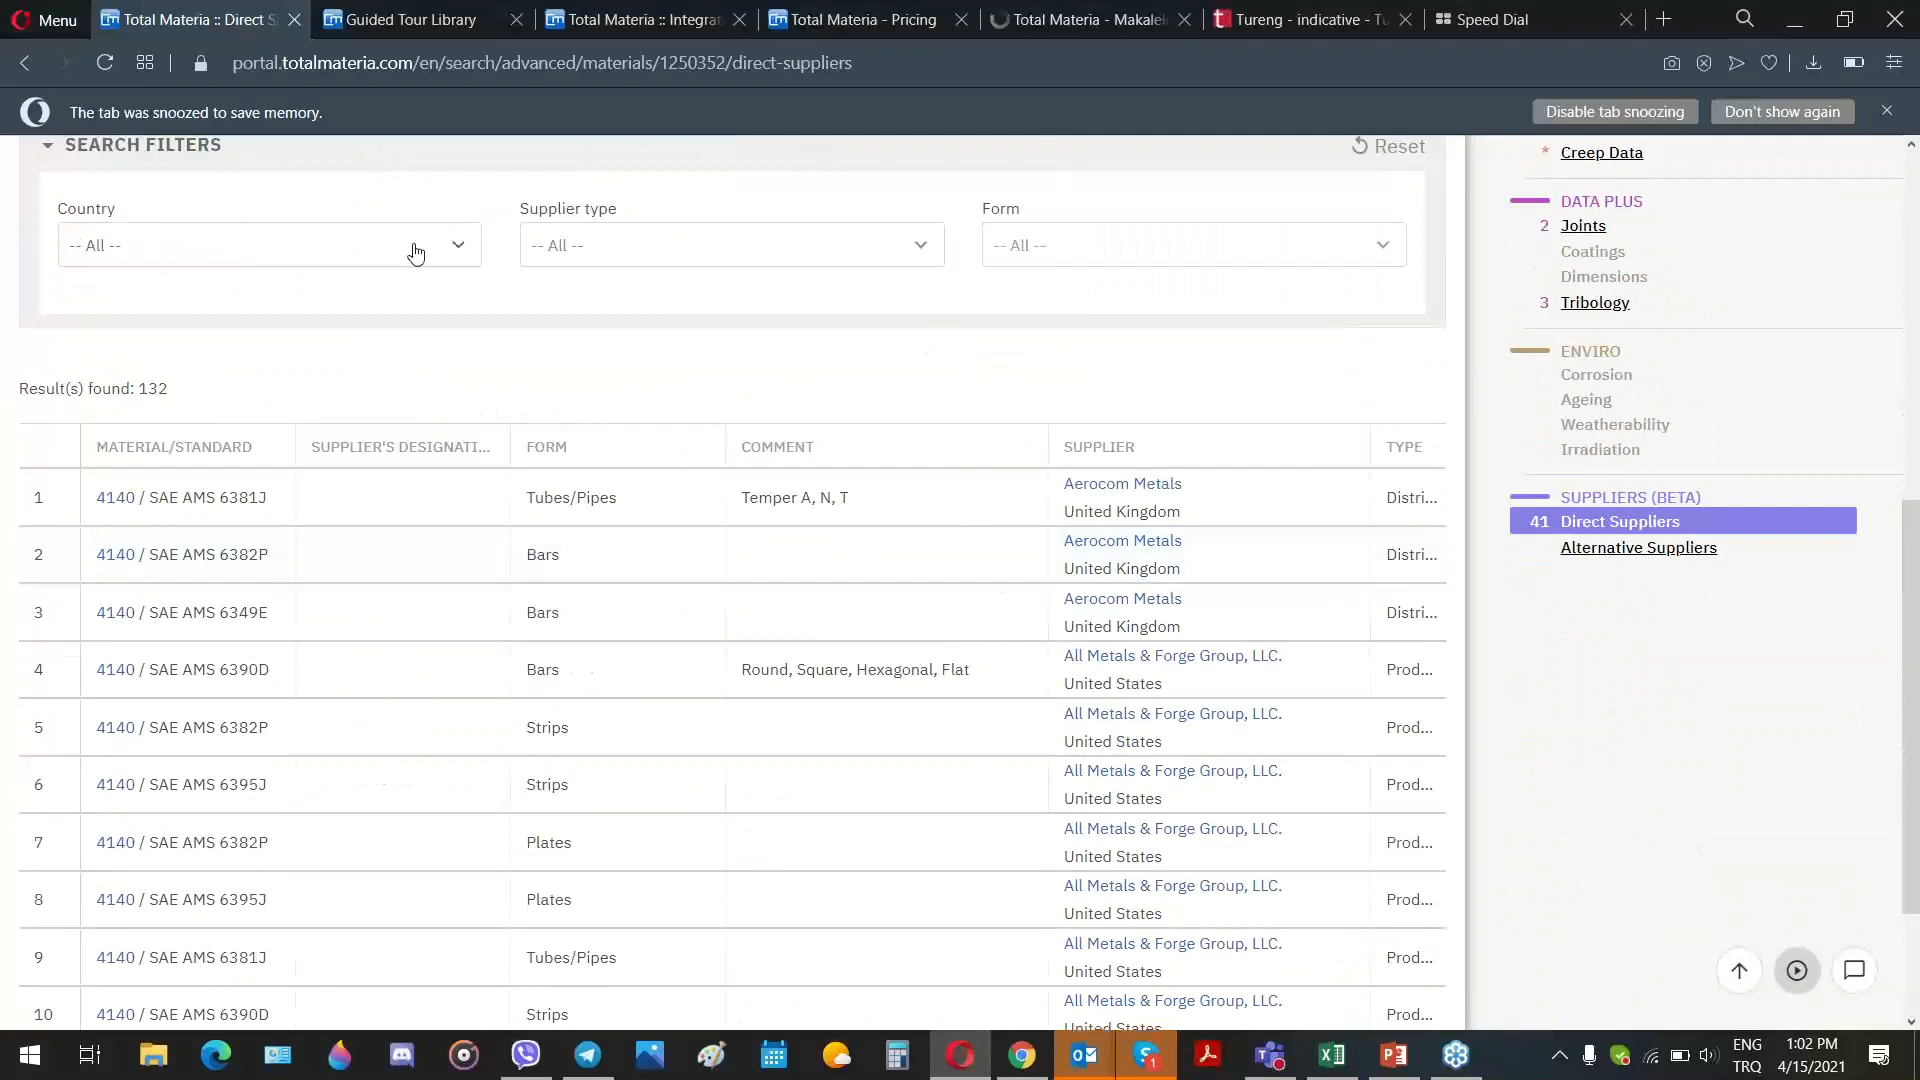 Menu
Total Materia :: Direct S
Guided Tour Library
Total Materia :: Integra
Total Materia - Pricing
Total Materia - Makalel
Tureng - indicative - Tu
Speed Dial
portal.totalmateria.com/en/search/advanced/materials/1250352/direct-suppliers
The tab was snoozed to save memory.
Disable tab snoozing
Don't show again
SEARCH FILTERS
Reset
Country
Supplier type
Form
-- All --
-- All --
-- All --
Result(s) found: 132
MATERIAL/STANDARD SUPPLIER'S DESIGNATI... FORM COMMENT SUPPLIER TYPE
1 4140 / SAE AMS 6381J Tubes/Pipes Temper A, N, T Aerocom Metals Distri...
United Kingdom
2 4140 / SAE AMS 6382P Bars Aerocom Metals Distri...
United Kingdom
3 4140 / SAE AMS 6349E Bars Aerocom Metals Distri...
United Kingdom
4 4140 / SAE AMS 6390D Bars Round, Square, Hexagonal, Flat All Metals & Forge Group, LLC. Prod...
United States
5 4140 / SAE AMS 6382P Strips All Metals & Forge Group, LLC. Prod...
United States
6 4140 / SAE AMS 6395J Strips All Metals & Forge Group, LLC. Prod...
United States
7 4140 / SAE AMS 6382P Plates All Metals & Forge Group, LLC. Prod...
United States
8 4140 / SAE AMS 6395J Plates All Metals & Forge Group, LLC. Prod...
United States
9 4140 / SAE AMS 6381J Tubes/Pipes All Metals & Forge Group, LLC. Prod...
United States
10 4140 / SAE AMS 6390D Strips All Metals & Forge Group, LLC.
United States
* Creep Data
DATA PLUS
2 Joints
Coatings
Dimensions
3 Tribology
ENVIRO
Corrosion
Ageing
Weatherability
Irradiation
SUPPLIERS (BETA)
41 Direct Suppliers
Alternative Suppliers
ENG
TRQ
1:02 PM
4/15/2021